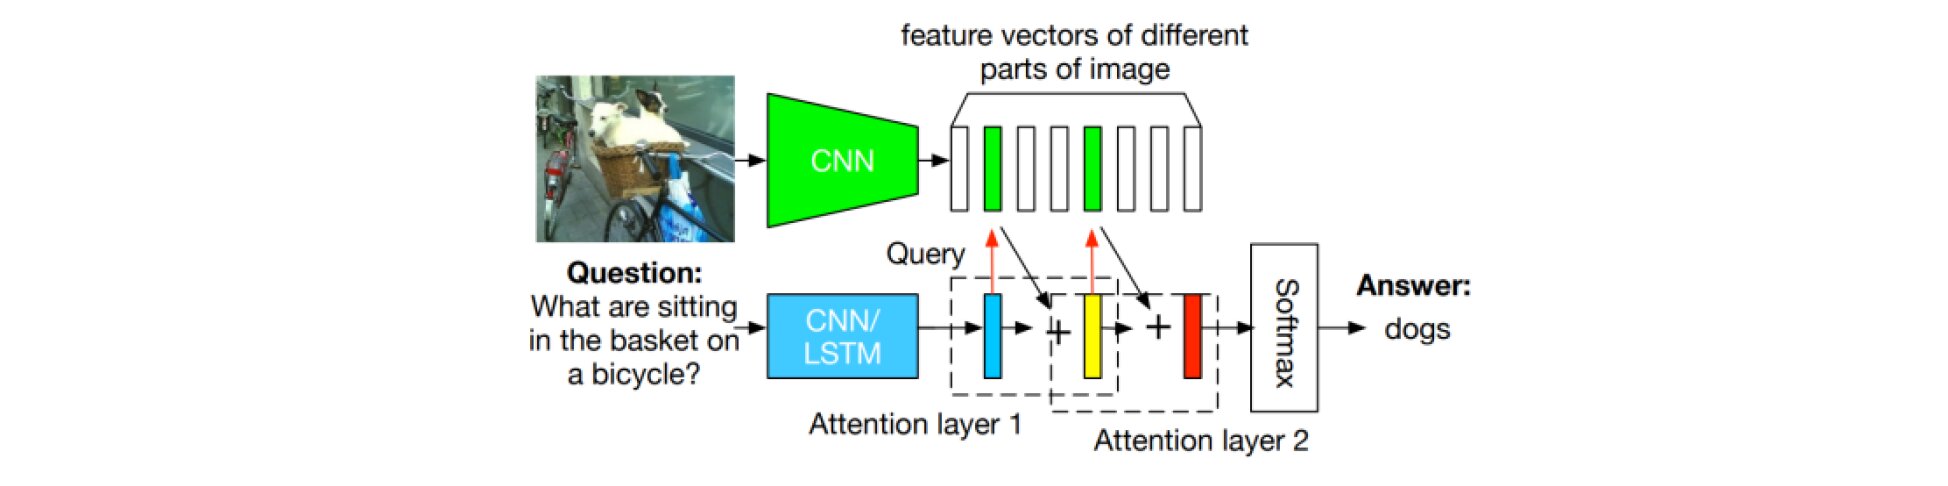 feature vectors of different
parts of image
CNN
Query
Question:
What are sitting
in the basket on
a bicycle?
CNN/
LSTM
+
+
Softmax
Answer:
dogs
Attention layer 1
Attention layer 2